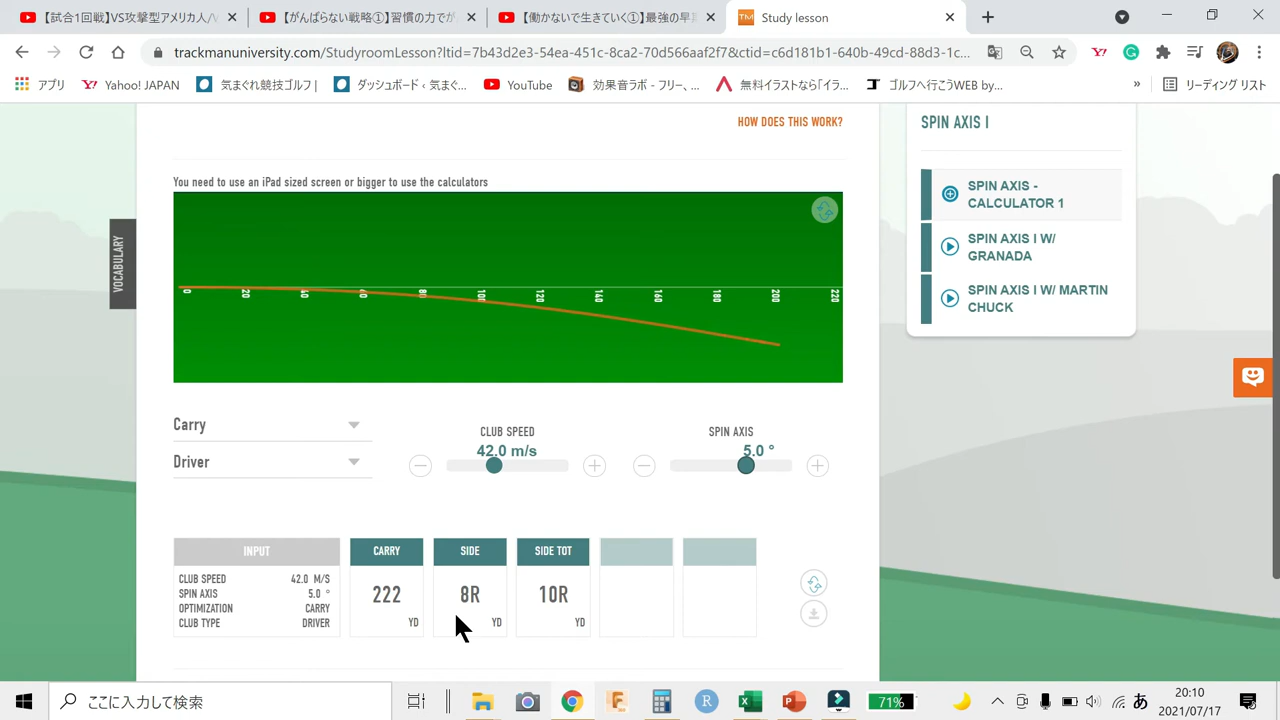 【試合1回戦】VS攻撃型アメリカ人ハ
【がんばらない戦略①】習慣の力でが
【働かないで生きていく①】最強の早期
TM Study lesson
trackmanuniversity.com/StudyroomLesson?ltid=7b43d2e3-54ea-451c-8ca2-70d566aaf2f7&ctid=c6d181b1-640b-49cd-88d3-1c...
アプリ Yahoo! JAPAN 気まぐれ競技ゴルフ | ダッシュボード ‹ 気まぐ... YouTube 効果音ラボ - フリー、... 無料イラストなら「イラ... ゴルフへ行こうWEB by... » リーディング リスト
HOW DOES THIS WORK?
SPIN AXIS I
You need to use an iPad sized screen or bigger to use the calculators
SPIN AXIS -
CALCULATOR 1
SPIN AXIS I W/
GRANADA
SPIN AXIS I W/ MARTIN
CHUCK
VOCABULARY
0 20 40 60 80 100 120 140 160 180 200 220
Carry
Driver
CLUB SPEED
42.0 m/s
SPIN AXIS
5.0 °
INPUT CARRY SIDE SIDE TOT
CLUB SPEED 42.0 M/S
SPIN AXIS 5.0 °
OPTIMIZATION CARRY
CLUB TYPE DRIVER
222 YD
8R YD
10R YD
ここに入力して検索
71%
あ
20:10
2021/07/17